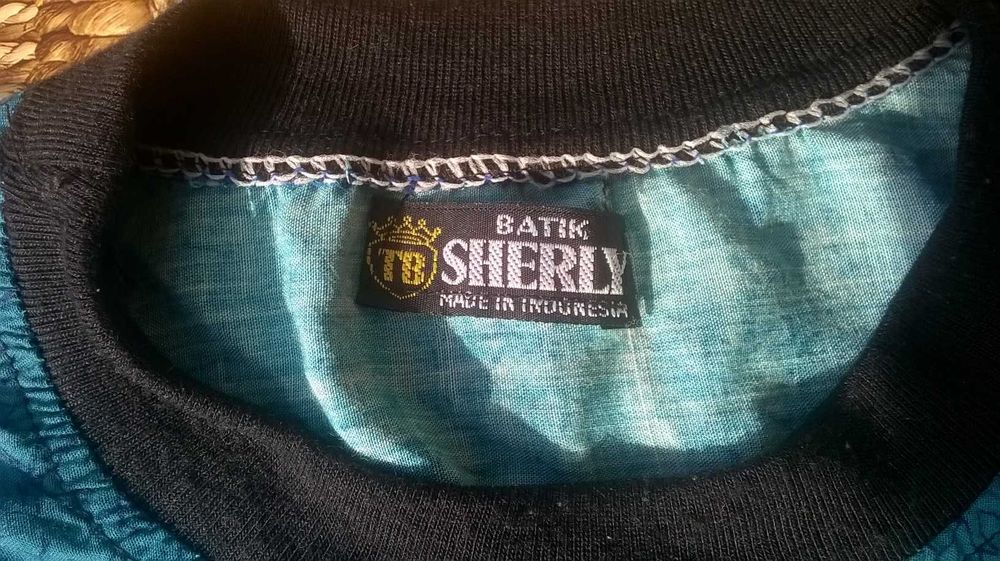 BATIK
TB SHERLY
MADE IN INDONESIA